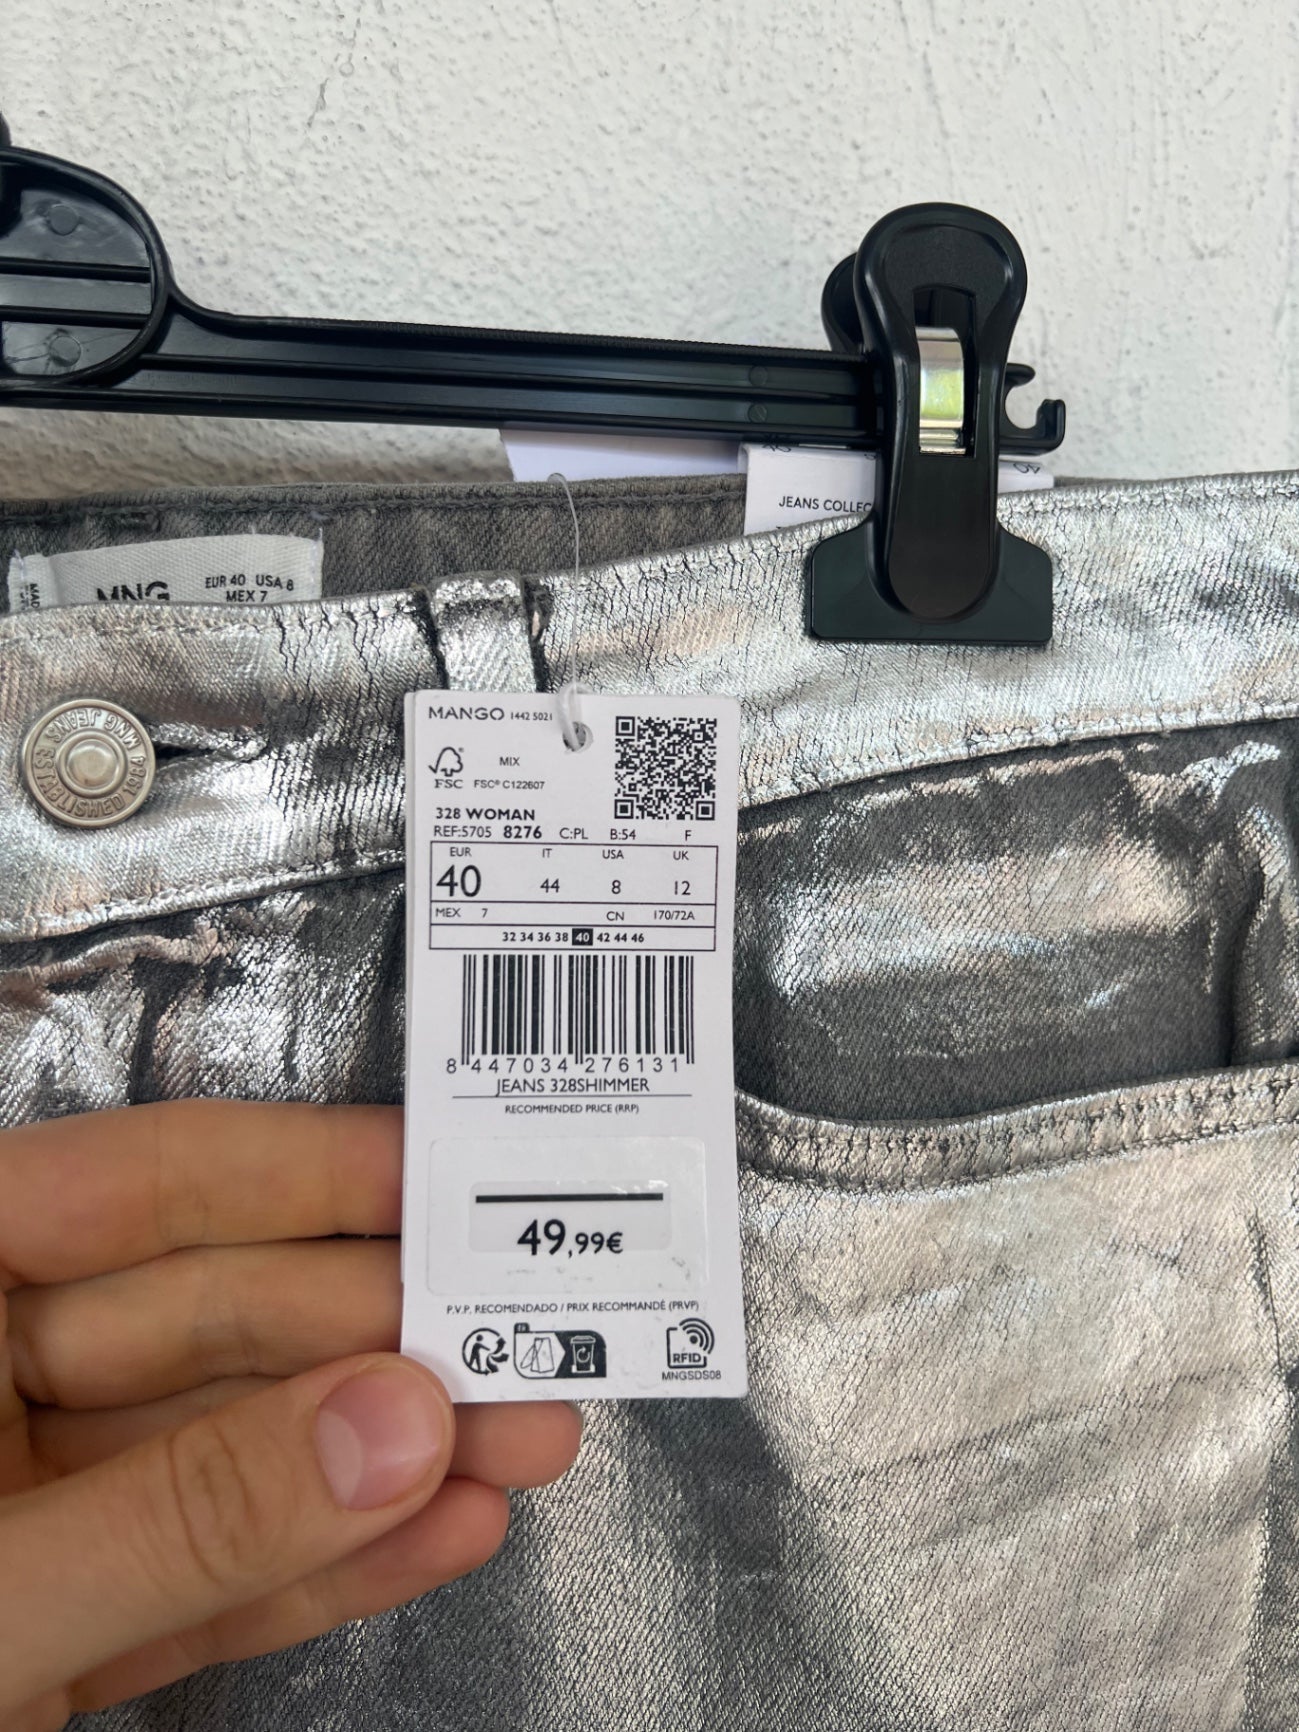 JEANS COLLEC
MNG
EUR 40 USA 8
MEX 7
MNG JEANS ESTABLISHED 1984
MANGO 1442 5021
MIX
FSC FSC® C122607
328 WOMAN
REF:5705 8276 C:PL B:54 F
EUR IT USA UK
40 44 8 12
MEX 7 CN 170/72A
32 34 36 38 40 42 44 46
8 447034 276131
JEANS 328SHIMMER
RECOMMENDED PRICE (RRP)
49,99€
P.V.P. RECOMENDADO / PRIX RECOMMANDÉ (PRVP)
FR
RFID
MNGSDS08